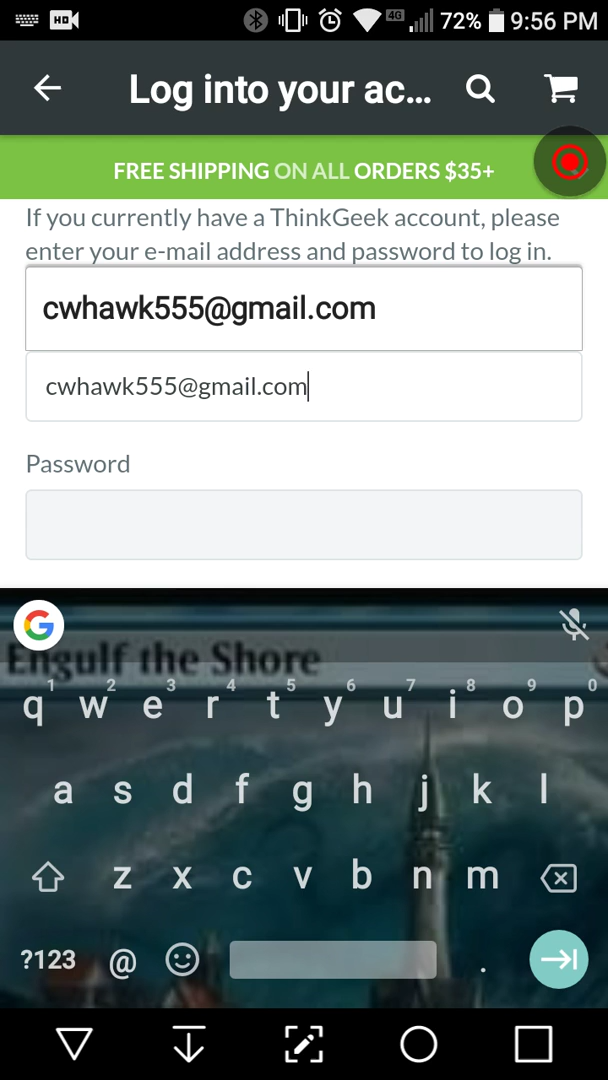 HD 4G 72% 9:56 PM
Log into your ac...
FREE SHIPPING ON ALL ORDERS $35+
If you currently have a ThinkGeek account, please
enter your e-mail address and password to log in.
cwhawk555@gmail.com
cwhawk555@gmail.com
Password
G
Engulf the Shore
1 2 3 4 5 6 7 8 9 0
q w e r t y u i o p
a s d f g h j k l
z x c v b n m
?123 @ .